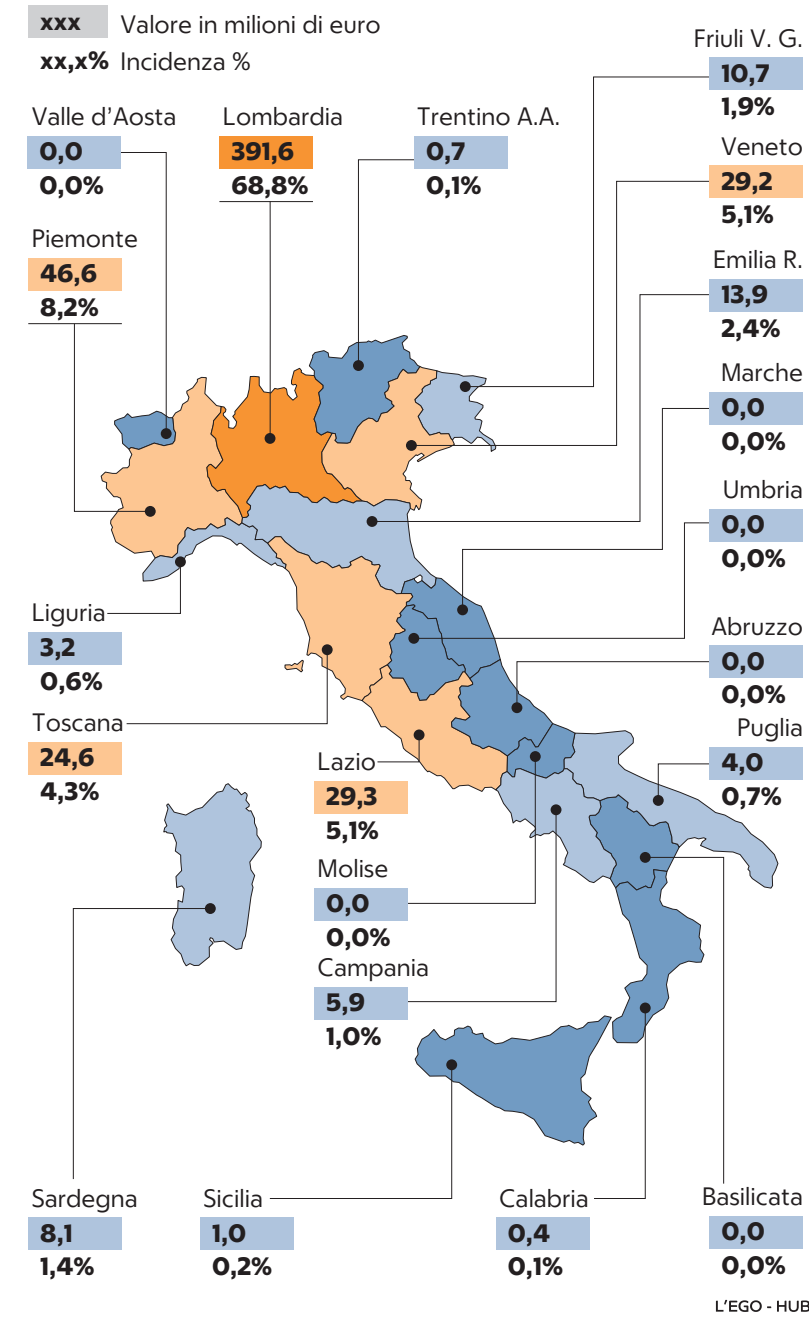 xxx Valore in milioni di euro
xx,x% Incidenza %
Friuli V. G.
10,7
1,9%
Valle d'Aosta
0,0
0,0%
Lombardia
391,6
68,8%
Trentino A.A.
0,7
0,1%
Veneto
29,2
5,1%
Piemonte
46,6
8,2%
Emilia R.
13,9
2,4%
Marche
0,0
0,0%
Umbria
0,0
0,0%
Liguria
3,2
0,6%
Abruzzo
0,0
0,0%
Toscana
24,6
4,3%
Puglia
4,0
0,7%
Lazio
29,3
5,1%
Molise
0,0
0,0%
Campania
5,9
1,0%
Sardegna
8,1
1,4%
Sicilia
1,0
0,2%
Calabria
0,4
0,1%
Basilicata
0,0
0,0%
L'EGO - HUB